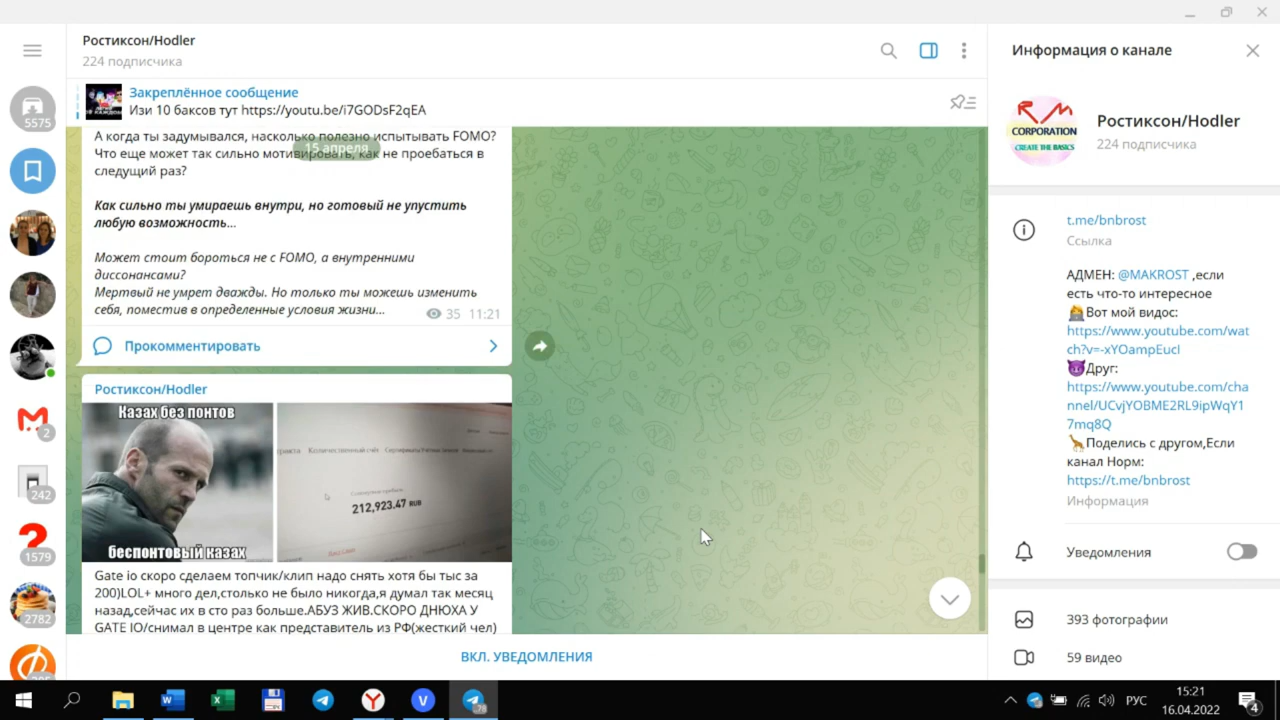 Ростиксон/Hodler
224 подписчика
Закреплённое сообщение
Изи 10 баксов тут https://youtu.be/i7GODsF2qEA
5575
242
1579
2782
2
А когда ты задумывался, насколько полезно испытывать FOMO?
Что еще может так сильно мотивировать, как не проебаться в
следущий раз?
15 апреля
Как сильно ты умираешь внутри, но готовый не упустить
любую возможность...
Может стоит бороться не с FOMO, а внутренними
диссонансами?
Мертвый не умрет дважды. Но только ты можешь изменить
себя, поместив в определенные условия жизни...
35 11:21
Прокомментировать
Ростиксон/Hodler
Казах без понтов
беспонтовый казах
212,923.47 RUB
Gate io скоро сделаем топчик/клип надо снять хотя бы тыс за
200)LOL+ много дел,столько не было никогда,я думал так месяц
назад,сейчас их в сто раз больше.АБУЗ ЖИВ.СКОРО ДНЮХА У
GATE IO/снимал в центре как представитель из РФ(жесткий чел)
ВКЛ. УВЕДОМЛЕНИЯ
Информация о канале
RM
CORPORATION
CREATE THE BASICS
Ростиксон/Hodler
224 подписчика
t.me/bnbrost
Ссылка
АДМЕН: @MAKROST ,если
есть что-то интересное
Вот мой видос:
https://www.youtube.com/wat
ch?v=-xYOampEucI
Друг:
https://www.youtube.com/cha
nnel/UCvjYOBME2RL9ipWqY1
7mq8Q
Поделись с другом,Если
канал Норм:
https://t.me/bnbrost
Информация
Уведомления
393 фотографии
59 видео
РУС
15:21
16.04.2022
4